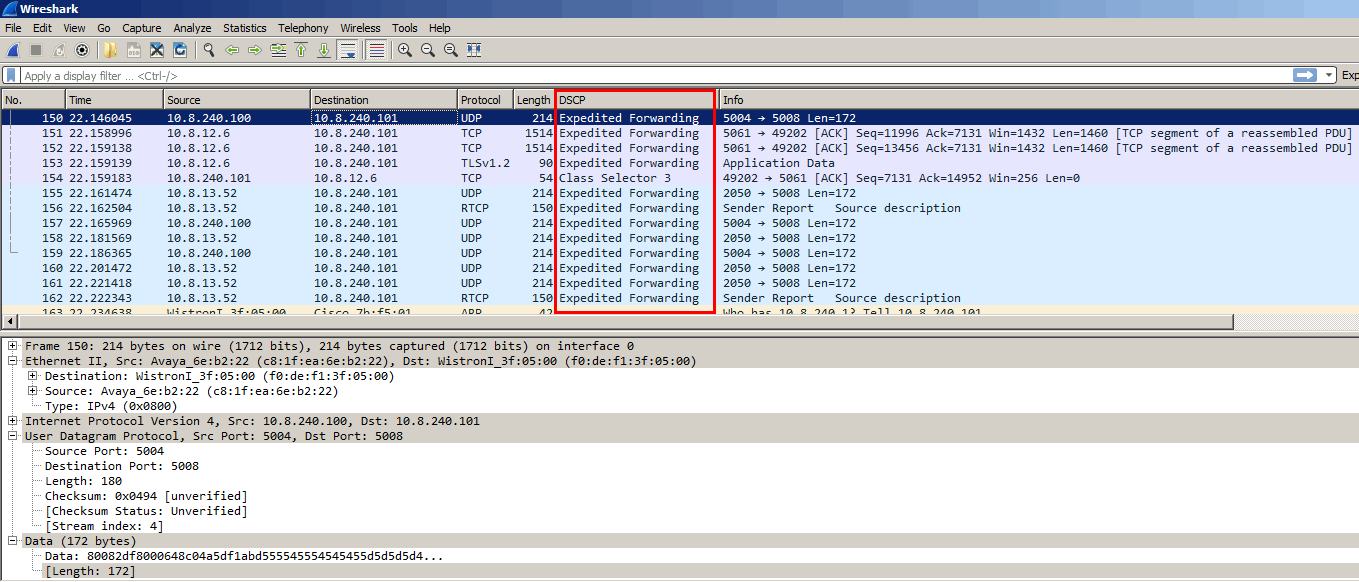 Wireshark
File Edit View Go Capture Analyze Statistics Telephony Wireless Tools Help
Apply a display filter ... <Ctrl-/> Exp
No. Time Source Destination Protocol Length DSCP Info
150 22.146045 10.8.240.100 10.8.240.101 UDP 214 Expedited Forwarding 5004 → 5008 Len=172
151 22.158996 10.8.12.6 10.8.240.101 TCP 1514 Expedited Forwarding 5061 → 49202 [ACK] Seq=11996 Ack=7131 Win=1432 Len=1460 [TCP segment of a reassembled PDU]
152 22.159138 10.8.12.6 10.8.240.101 TCP 1514 Expedited Forwarding 5061 → 49202 [ACK] Seq=13456 Ack=7131 Win=1432 Len=1460 [TCP segment of a reassembled PDU]
153 22.159139 10.8.12.6 10.8.240.101 TLSv1.2 90 Expedited Forwarding Application Data
154 22.159183 10.8.240.101 10.8.12.6 TCP 54 Class Selector 3 49202 → 5061 [ACK] Seq=7131 Ack=14952 Win=256 Len=0
155 22.161474 10.8.13.52 10.8.240.101 UDP 214 Expedited Forwarding 2050 → 5008 Len=172
156 22.162504 10.8.13.52 10.8.240.101 RTCP 150 Expedited Forwarding Sender Report Source description
157 22.165969 10.8.240.100 10.8.240.101 UDP 214 Expedited Forwarding 5004 → 5008 Len=172
158 22.181569 10.8.13.52 10.8.240.101 UDP 214 Expedited Forwarding 2050 → 5008 Len=172
159 22.186365 10.8.240.100 10.8.240.101 UDP 214 Expedited Forwarding 5004 → 5008 Len=172
160 22.201472 10.8.13.52 10.8.240.101 UDP 214 Expedited Forwarding 2050 → 5008 Len=172
161 22.221418 10.8.13.52 10.8.240.101 UDP 214 Expedited Forwarding 2050 → 5008 Len=172
162 22.222343 10.8.13.52 10.8.240.101 RTCP 150 Expedited Forwarding Sender Report Source description
163 22.234638 WistronI_3f:05:00 Cisco_7b:f5:01 ARP 42 Who has 10.8.240.1? Tell 10.8.240.101
Frame 150: 214 bytes on wire (1712 bits), 214 bytes captured (1712 bits) on interface 0
Ethernet II, Src: Avaya_6e:b2:22 (c8:1f:ea:6e:b2:22), Dst: WistronI_3f:05:00 (f0:de:f1:3f:05:00)
Destination: WistronI_3f:05:00 (f0:de:f1:3f:05:00)
Source: Avaya_6e:b2:22 (c8:1f:ea:6e:b2:22)
Type: IPv4 (0x0800)
Internet Protocol Version 4, Src: 10.8.240.100, Dst: 10.8.240.101
User Datagram Protocol, Src Port: 5004, Dst Port: 5008
Source Port: 5004
Destination Port: 5008
Length: 180
Checksum: 0x0494 [unverified]
[Checksum Status: Unverified]
[Stream index: 4]
Data (172 bytes)
Data: 80082df8000648c04a5df1abd555545554545455d5d5d5d4...
[Length: 172]